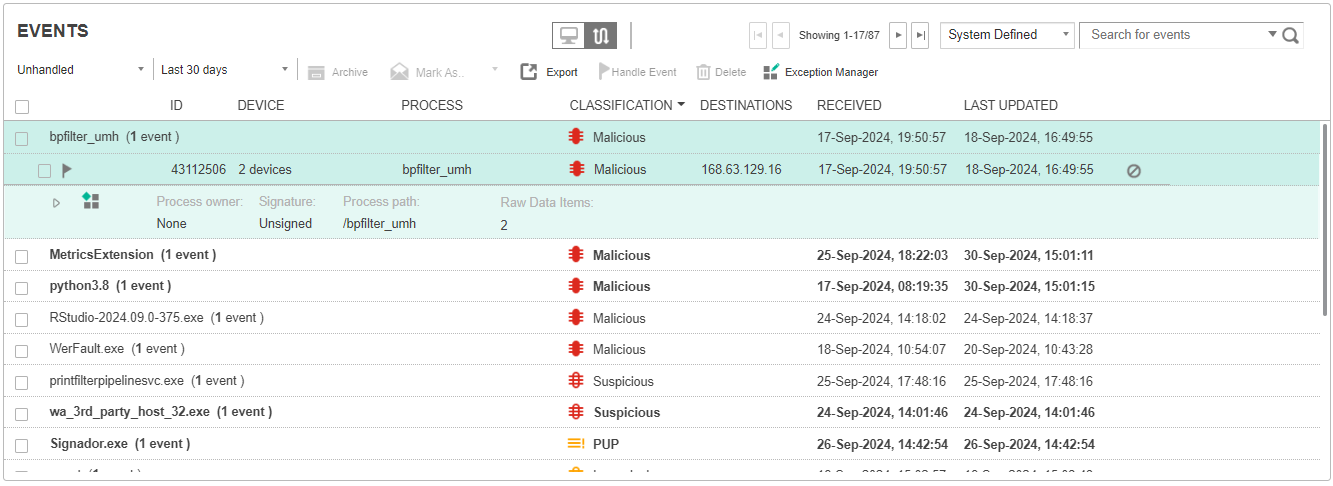 EVENTS
Showing 1-17/87 System Defined Search for events
Unhandled Last 30 days Archive Mark As.. Export Handle Event Delete Exception Manager
ID DEVICE PROCESS CLASSIFICATION DESTINATIONS RECEIVED LAST UPDATED
bpfilter_umh (1 event ) Malicious 17-Sep-2024, 19:50:57 18-Sep-2024, 16:49:55
43112506 2 devices bpfilter_umh Malicious 168.63.129.16 17-Sep-2024, 19:50:57 18-Sep-2024, 16:49:55
Process owner: Signature: Process path: Raw Data Items:
None Unsigned /bpfilter_umh 2
MetricsExtension (1 event ) Malicious 25-Sep-2024, 18:22:03 30-Sep-2024, 15:01:11
python3.8 (1 event ) Malicious 17-Sep-2024, 08:19:35 30-Sep-2024, 15:01:15
RStudio-2024.09.0-375.exe (1 event ) Malicious 24-Sep-2024, 14:18:02 24-Sep-2024, 14:18:37
WerFault.exe (1 event ) Malicious 18-Sep-2024, 10:54:07 20-Sep-2024, 10:43:28
printfilterpipelinesvc.exe (1 event ) Suspicious 25-Sep-2024, 17:48:16 25-Sep-2024, 17:48:16
wa_3rd_party_host_32.exe (1 event ) Suspicious 24-Sep-2024, 14:01:46 24-Sep-2024, 14:01:46
Signador.exe (1 event ) PUP 26-Sep-2024, 14:42:54 26-Sep-2024, 14:42:54
(1 event )